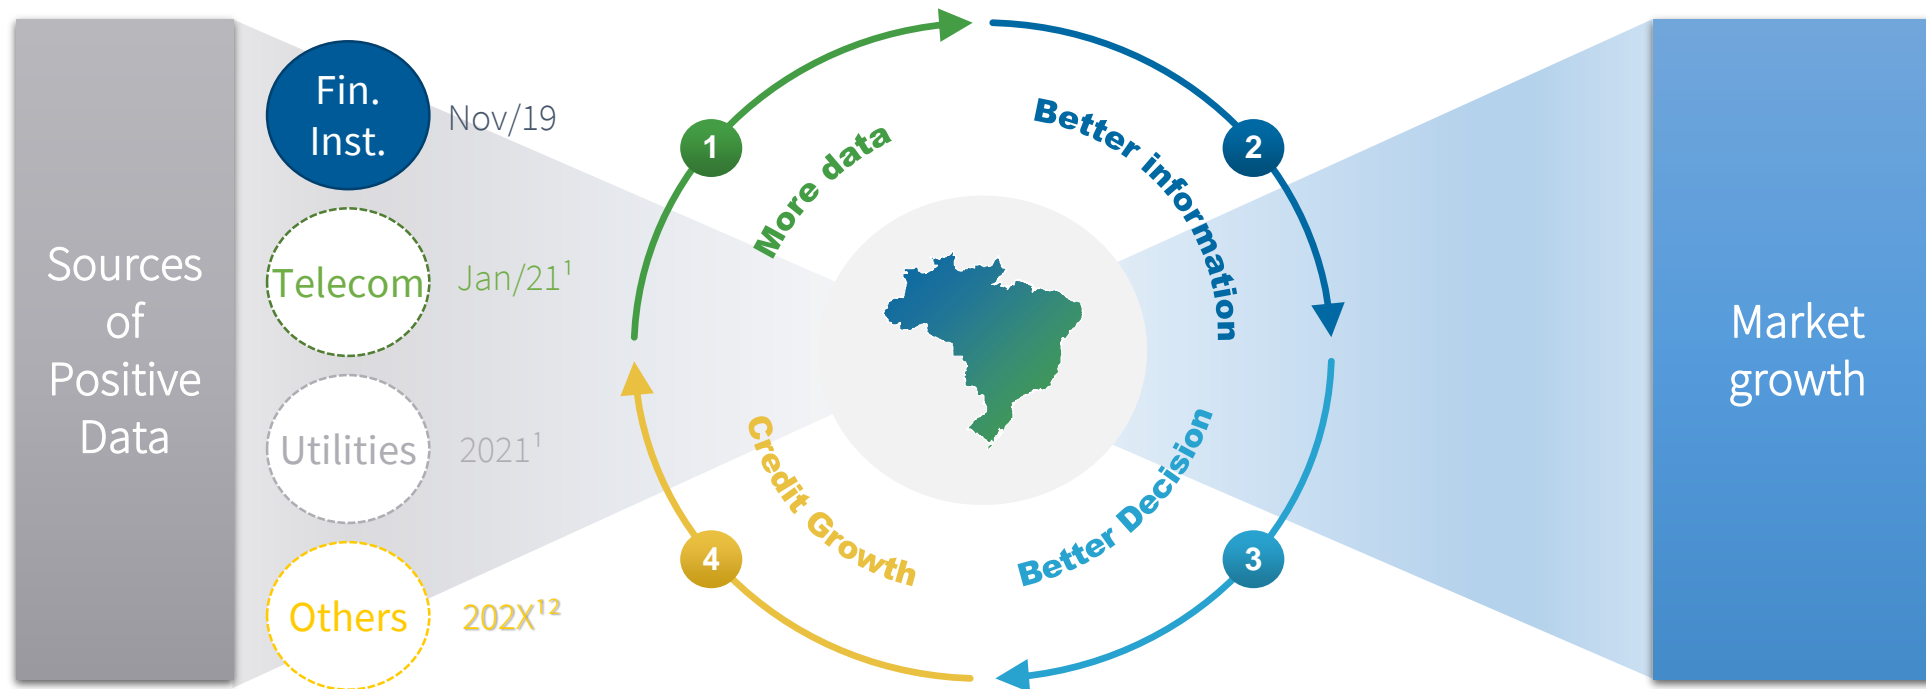 Sources
of
Positive
Data
Fin.
Inst.
Nov/19
Telecom
Jan/21¹
Utilities
2021¹
Others
202X¹²
1
More data
2
Better information
3
Better Decision
4
Credit Growth
Market
growth